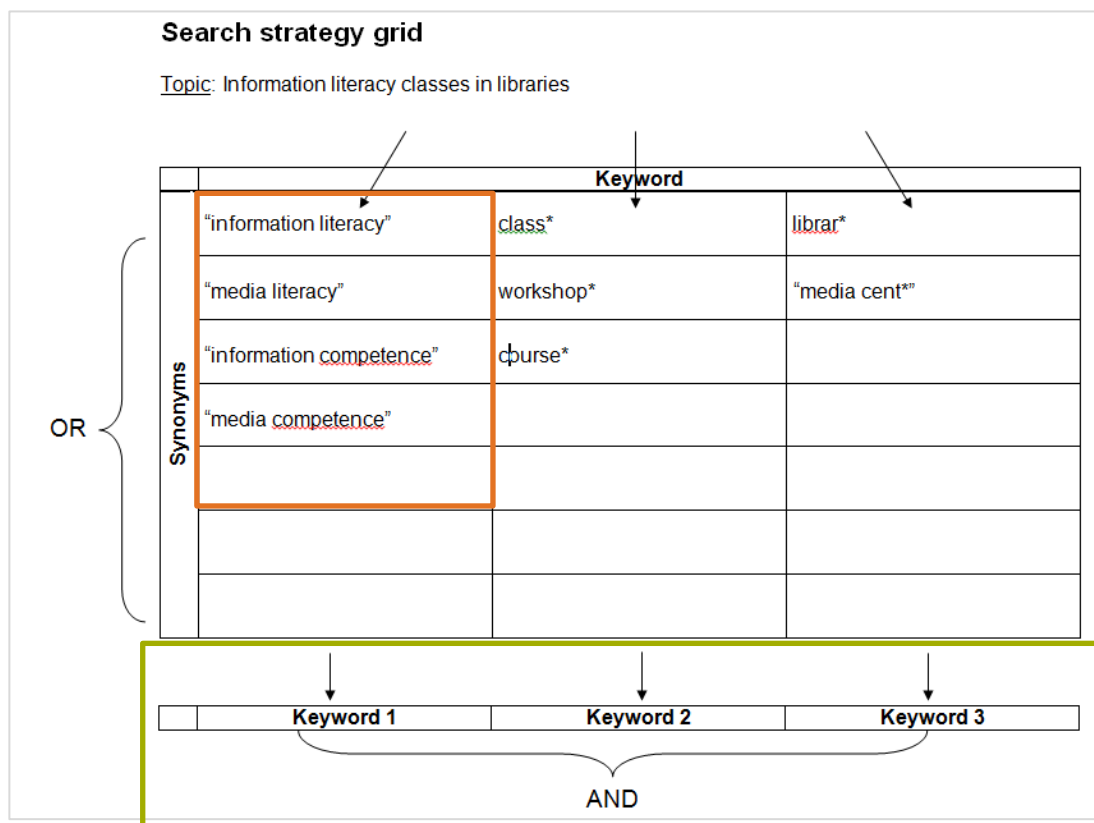 Search strategy grid
Topic: Information literacy classes in libraries
Keyword
“information literacy” class* librar*
“media literacy” workshop* “media cent*”
“information competence” course*
“media competence”
Synonyms
OR
Keyword 1 Keyword 2 Keyword 3
AND